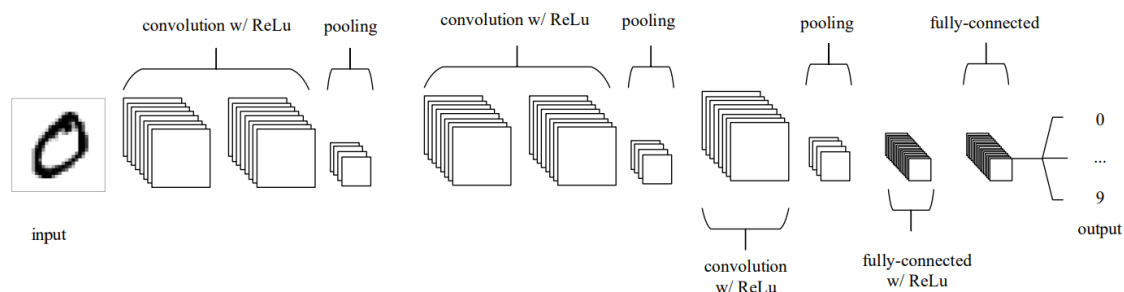 convolution w/ ReLu
pooling
convolution w/ ReLu
pooling
pooling
fully-connected
0
...
9
input
output
convolution
w/ ReLu
fully-connected
w/ ReLu